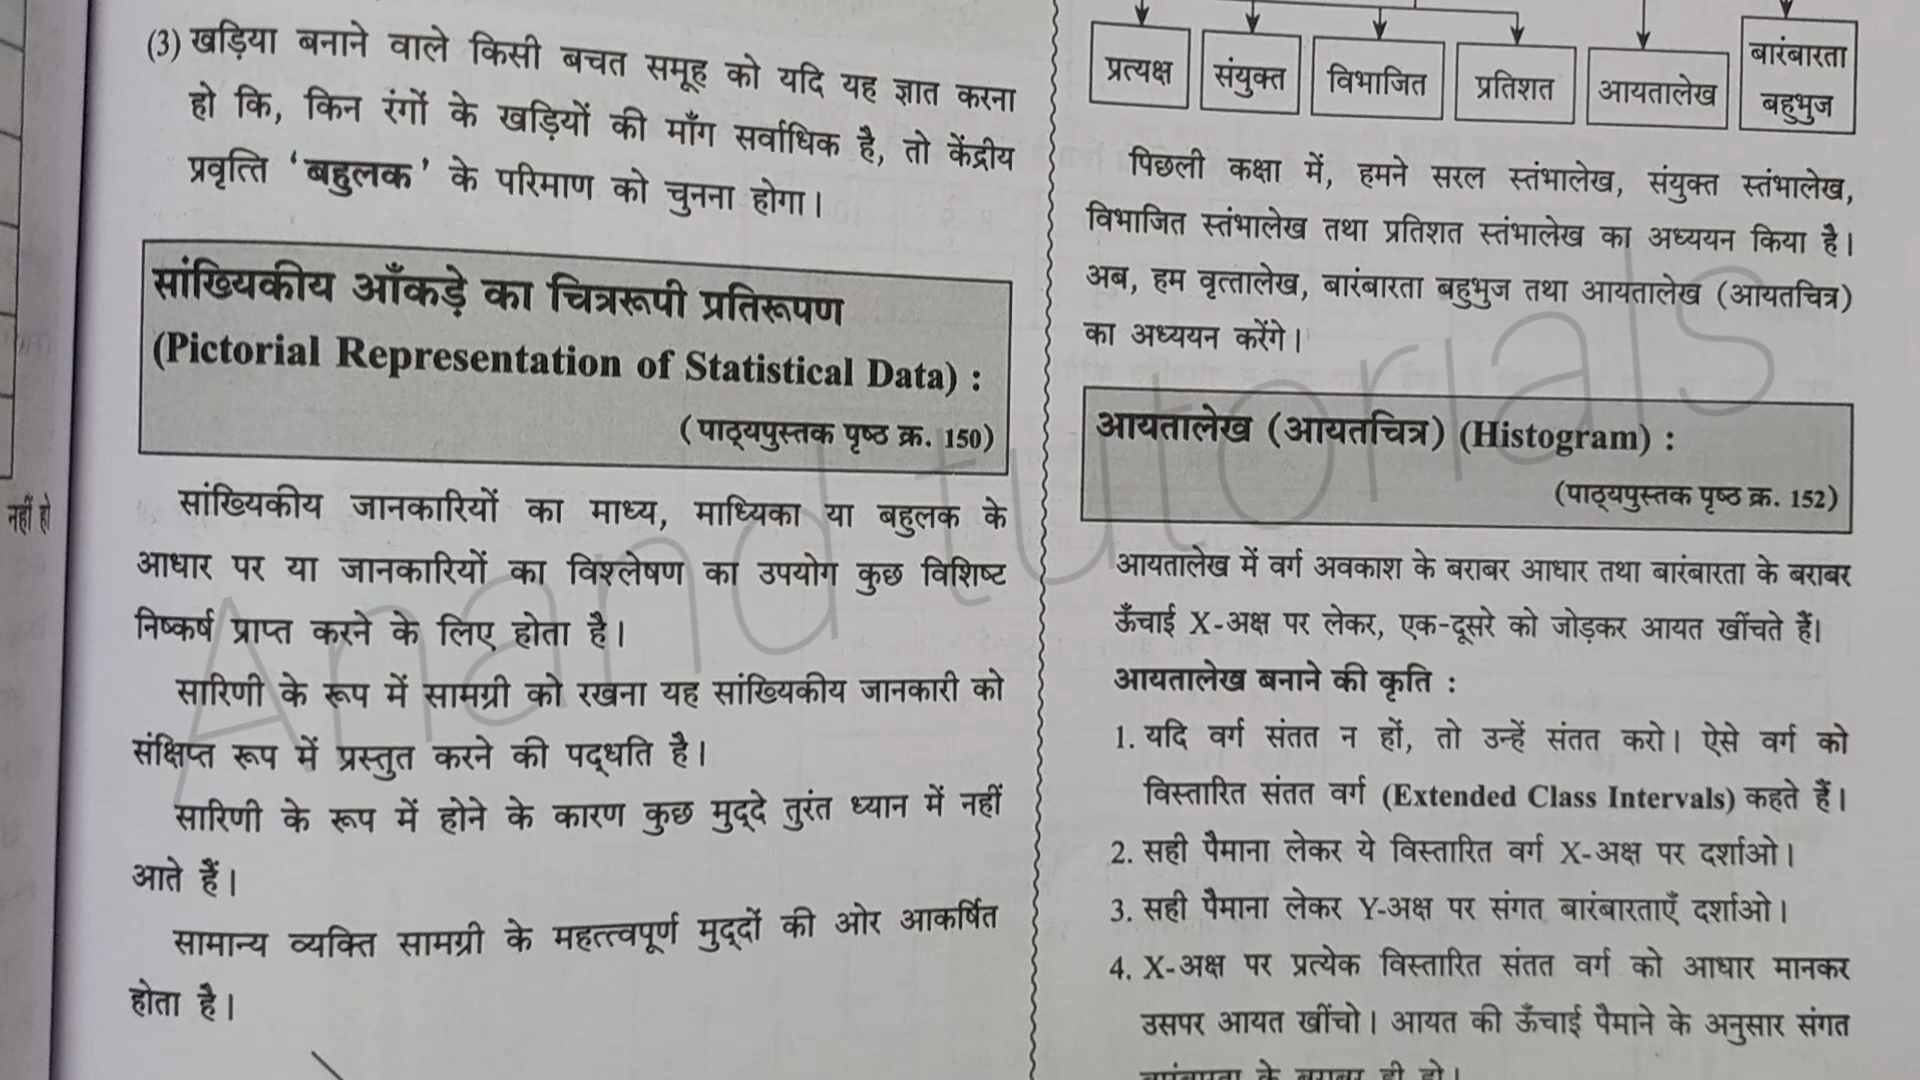 (3) खड़िया बनाने वाले किसी बचत समूह को यदि यह ज्ञात करना
हो कि, किन रंगों के खड़ियों की माँग सर्वाधिक है, तो केंद्रीय
प्रवृत्ति ‘बहुलक’ के परिमाण को चुनना होगा।
सांख्यिकीय आँकड़े का चित्ररूपी प्रतिरूपण
(Pictorial Representation of Statistical Data) :
(पाठ्यपुस्तक पृष्ठ क्र. 150)
सांख्यिकीय जानकारियों का माध्य, माध्यिका या बहुलक के
आधार पर या जानकारियों का विश्लेषण का उपयोग कुछ विशिष्ट
निष्कर्ष प्राप्त करने के लिए होता है।
सारिणी के रूप में सामग्री को रखना यह सांख्यिकीय जानकारी को
संक्षिप्त रूप में प्रस्तुत करने की पद्धति है।
सारिणी के रूप में होने के कारण कुछ मुद्दे तुरंत ध्यान में नहीं
आते हैं।
सामान्य व्यक्ति सामग्री के महत्त्वपूर्ण मुद्दों की ओर आकर्षित
होता है।
नहीं हो
प्रत्यक्ष
संयुक्त
विभाजित
प्रतिशत
आयतालेख
बारंबारता
बहुभुज
पिछली कक्षा में, हमने सरल स्तंभालेख, संयुक्त स्तंभालेख,
विभाजित स्तंभालेख तथा प्रतिशत स्तंभालेख का अध्ययन किया है।
अब, हम वृत्तालेख, बारंबारता बहुभुज तथा आयतालेख (आयतचित्र)
का अध्ययन करेंगे।
आयतालेख (आयतचित्र) (Histogram) :
(पाठ्यपुस्तक पृष्ठ क्र. 152)
आयतालेख में वर्ग अवकाश के बराबर आधार तथा बारंबारता के बराबर
ऊँचाई X-अक्ष पर लेकर, एक-दूसरे को जोड़कर आयत खींचते हैं।
आयतालेख बनाने की कृति :
1. यदि वर्ग संतत न हों, तो उन्हें संतत करो। ऐसे वर्ग को
विस्तारित संतत वर्ग (Extended Class Intervals) कहते हैं।
2. सही पैमाना लेकर ये विस्तारित वर्ग X-अक्ष पर दर्शाओ।
3. सही पैमाना लेकर Y-अक्ष पर संगत बारंबारताएँ दर्शाओ।
4. X-अक्ष पर प्रत्येक विस्तारित संतत वर्ग को आधार मानकर
उसपर आयत खींचो। आयत की ऊँचाई पैमाने के अनुसार संगत
बारंबारता के बराबर ही हो।
Anand tutorials